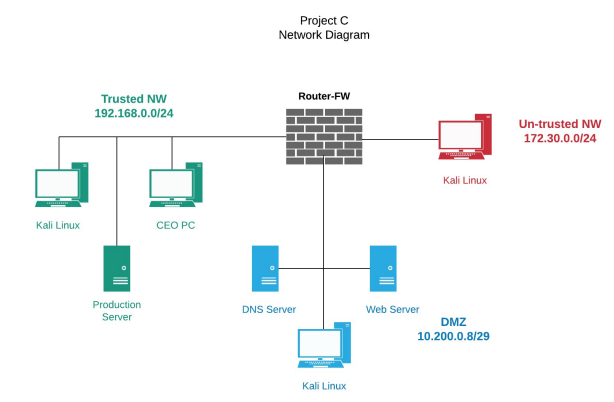 Project C
Network Diagram
Router-FW
Trusted NW
192.168.0.0/24
Un-trusted NW
172.30.0.0/24
Kali Linux
Kali Linux
CEO PC
Production
Server
DNS Server
Web Server
DMZ
10.200.0.8/29
Kali Linux